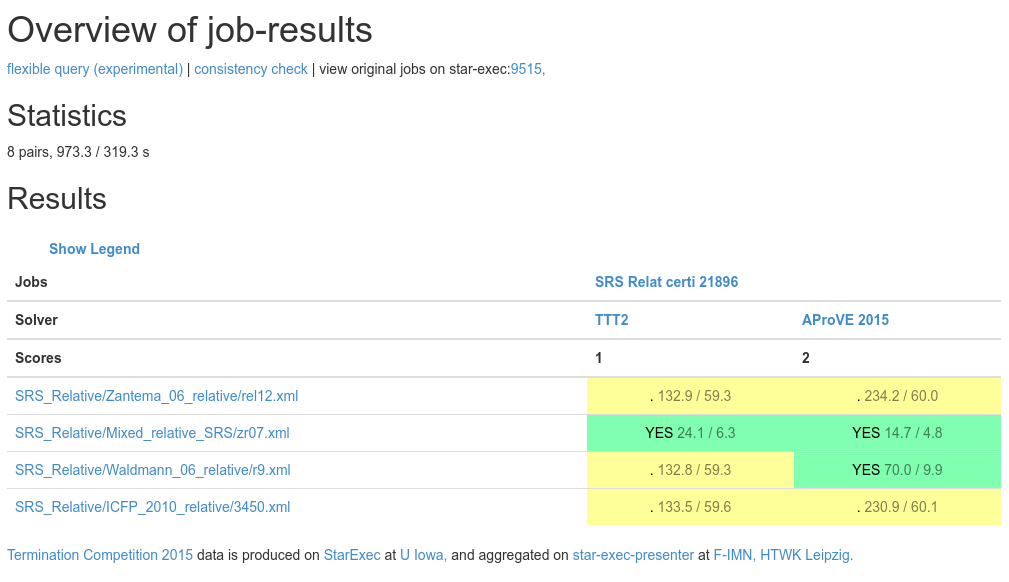 Overview of job-results
flexible query (experimental) | consistency check | view original jobs on star-exec:9515,
Statistics
8 pairs, 973.3 / 319.3 s
Results
Show Legend
Jobs SRS Relat certi 21896
Solver TTT2 AProVE 2015
Scores 1 2
SRS_Relative/Zantema_06_relative/rel12.xml . 132.9 / 59.3 . 234.2 / 60.0
SRS_Relative/Mixed_relative_SRS/zr07.xml YES 24.1 / 6.3 YES 14.7 / 4.8
SRS_Relative/Waldmann_06_relative/r9.xml . 132.8 / 59.3 YES 70.0 / 9.9
SRS_Relative/ICFP_2010_relative/3450.xml . 133.5 / 59.6 . 230.9 / 60.1
Termination Competition 2015 data is produced on StarExec at U Iowa, and aggregated on star-exec-presenter at F-IMN, HTWK Leipzig.